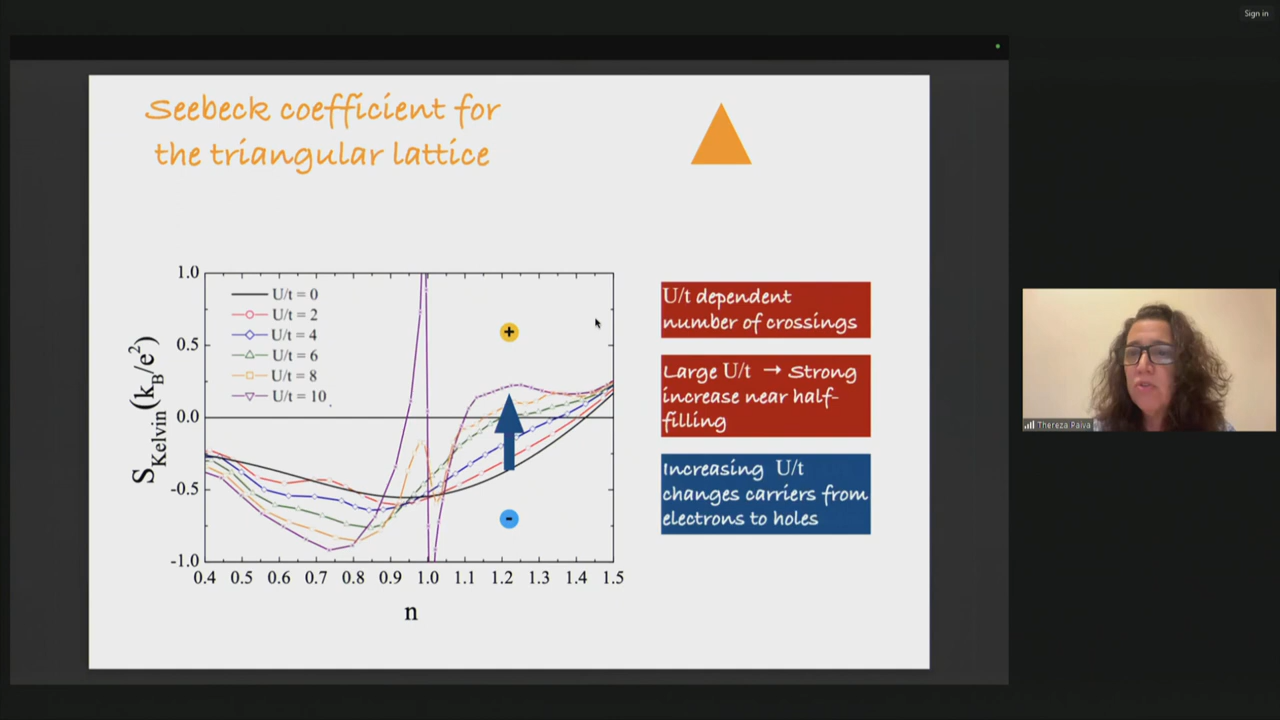 Sign in
Seebeck coefficient for
the triangular lattice
U/t = 0
U/t = 2
U/t = 4
U/t = 6
U/t = 8
U/t = 10
1.0
0.5
0.0
-0.5
-1.0
S_Kelvin(k_B/e²)
0.4 0.5 0.6 0.7 0.8 0.9 1.0 1.1 1.2 1.3 1.4 1.5
n
+
-
U/t dependent
number of crossings
Large U/t → Strong
increase near half-
filling
Increasing U/t
changes carriers from
electrons to holes
Thereza Paiva